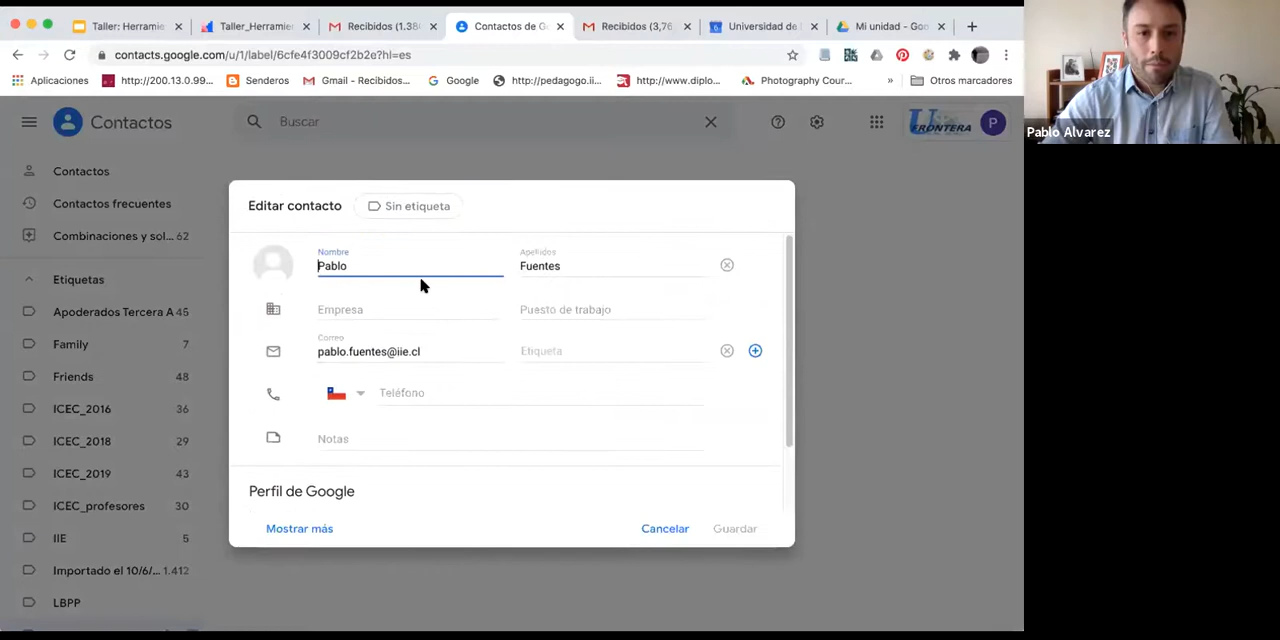 Taller: Herramie
Taller_Herramie
Recibidos (1.38
Contactos de G
Recibidos (3,76
Universidad de
Mi unidad - Goo
contacts.google.com/u/1/label/6cfe4f3009cf2b2e?hl=es
Aplicaciones
http://200.13.0.99...
Senderos
Gmail - Recibidos...
Google
http://pedagogo.ii...
http://www.diplo...
Photography Cour...
»
Otros marcadores
Contactos
Buscar
FRONTERA
P
Pablo Alvarez
Contactos
Contactos frecuentes
Combinaciones y sol... 62
Etiquetas
Apoderados Tercera A 45
Family 7
Friends 48
ICEC_2016 36
ICEC_2018 29
ICEC_2019 43
ICEC_profesores 30
IIE 5
Importado el 10/6/... 1.412
LBPP
Editar contacto
Sin etiqueta
Nombre
Pablo
Apellidos
Fuentes
Empresa
Puesto de trabajo
Correo
pablo.fuentes@iie.cl
Etiqueta
Teléfono
Notas
Perfil de Google
Mostrar más
Cancelar
Guardar